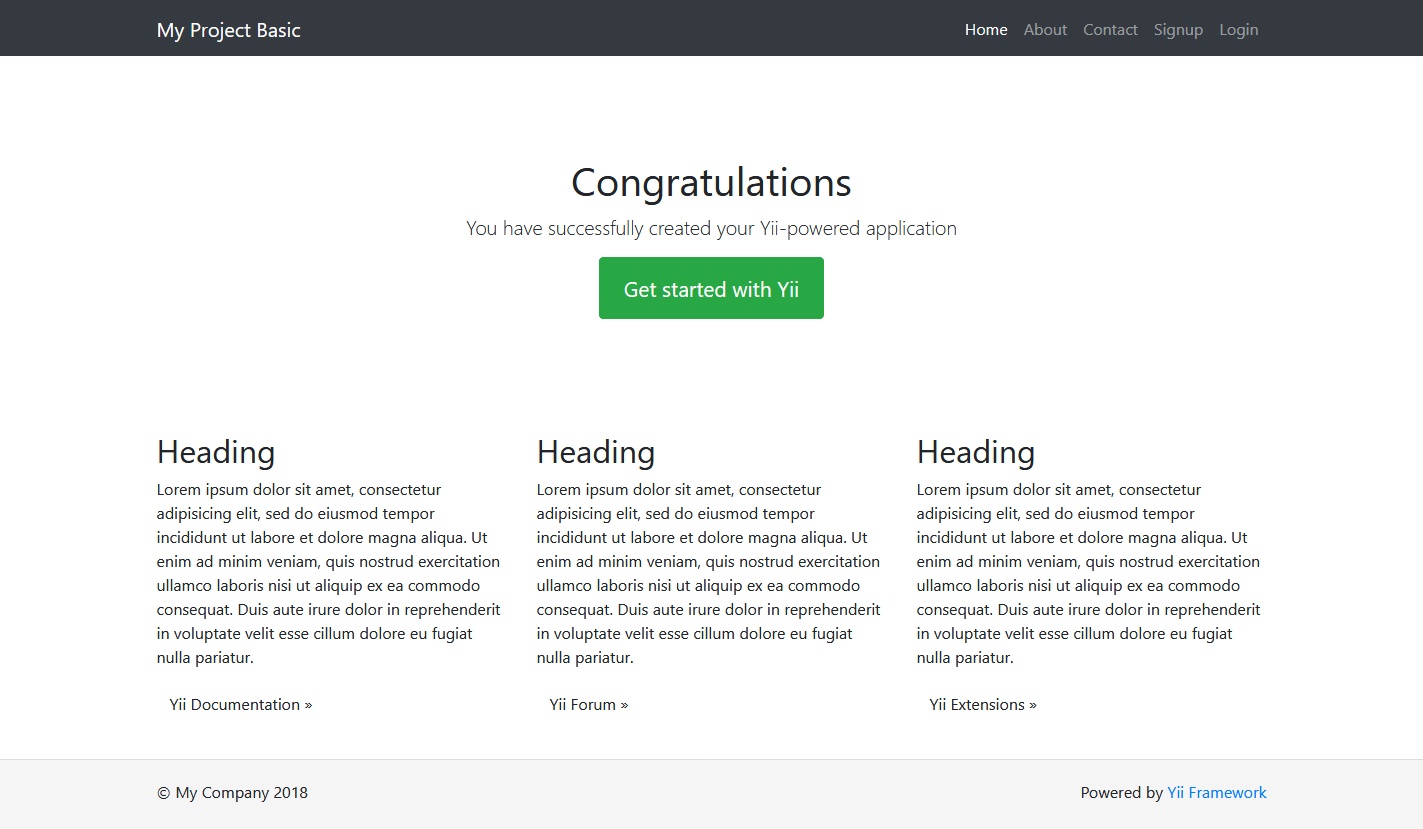 My Project Basic
Home About Contact Signup Login
Congratulations
You have successfully created your Yii-powered application
Get started with Yii
Heading
Lorem ipsum dolor sit amet, consectetur
adipisicing elit, sed do eiusmod tempor
incididunt ut labore et dolore magna aliqua. Ut
enim ad minim veniam, quis nostrud exercitation
ullamco laboris nisi ut aliquip ex ea commodo
consequat. Duis aute irure dolor in reprehenderit
in voluptate velit esse cillum dolore eu fugiat
nulla pariatur.
Yii Documentation »
Heading
Lorem ipsum dolor sit amet, consectetur
adipisicing elit, sed do eiusmod tempor
incididunt ut labore et dolore magna aliqua. Ut
enim ad minim veniam, quis nostrud exercitation
ullamco laboris nisi ut aliquip ex ea commodo
consequat. Duis aute irure dolor in reprehenderit
in voluptate velit esse cillum dolore eu fugiat
nulla pariatur.
Yii Forum »
Heading
Lorem ipsum dolor sit amet, consectetur
adipisicing elit, sed do eiusmod tempor
incididunt ut labore et dolore magna aliqua. Ut
enim ad minim veniam, quis nostrud exercitation
ullamco laboris nisi ut aliquip ex ea commodo
consequat. Duis aute irure dolor in reprehenderit
in voluptate velit esse cillum dolore eu fugiat
nulla pariatur.
Yii Extensions »
© My Company 2018
Powered by Yii Framework